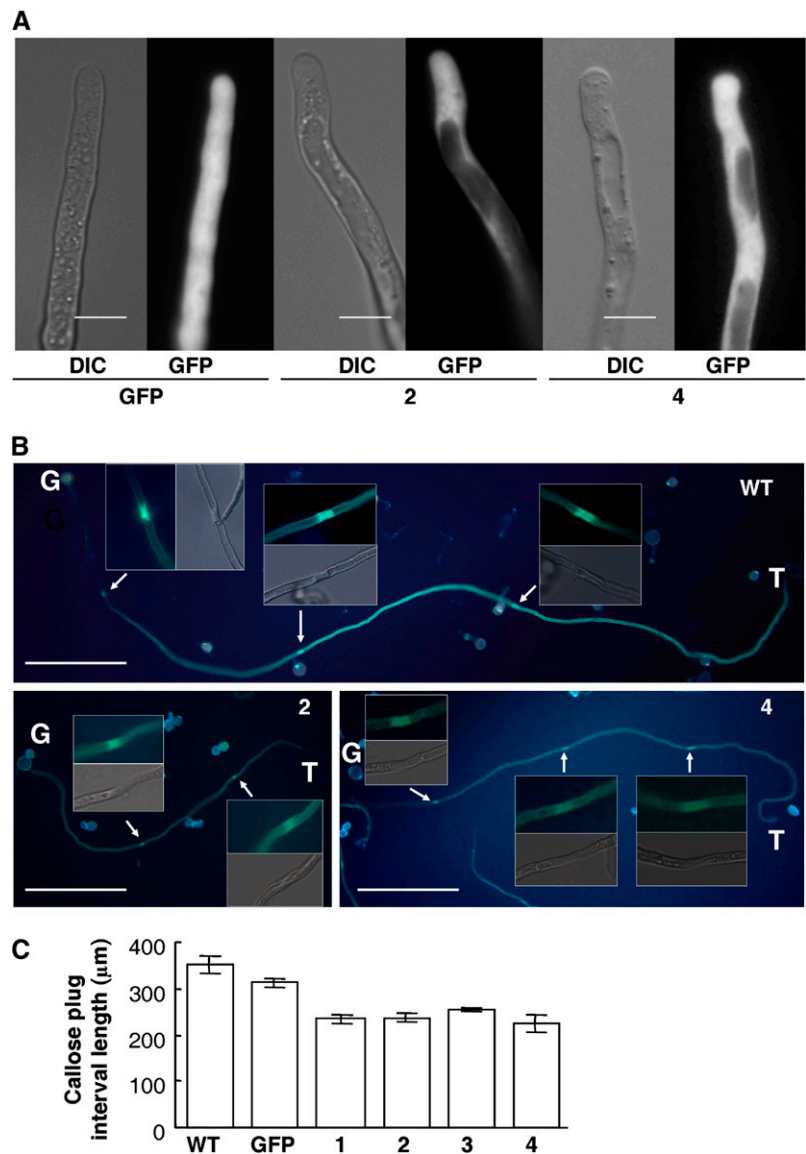 A
DIC GFP DIC GFP DIC GFP
GFP 2 4
B
G WT
G
T
2 4
G G
T
T
C
Callose plug
interval length (μm)
400
300
200
100
0
WT GFP 1 2 3 4